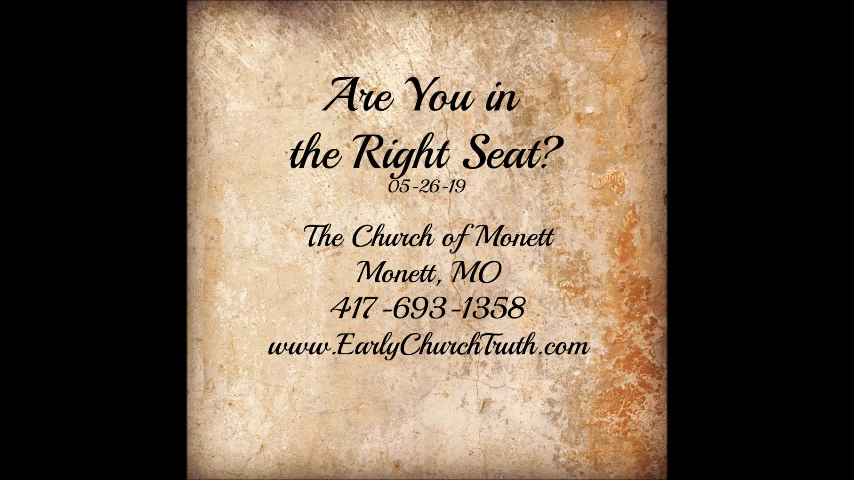 Are You in
the Right Seat?
05-26-19
The Church of Monett
Monett, MO
417-693-1358
www.EarlyChurchTruth.com